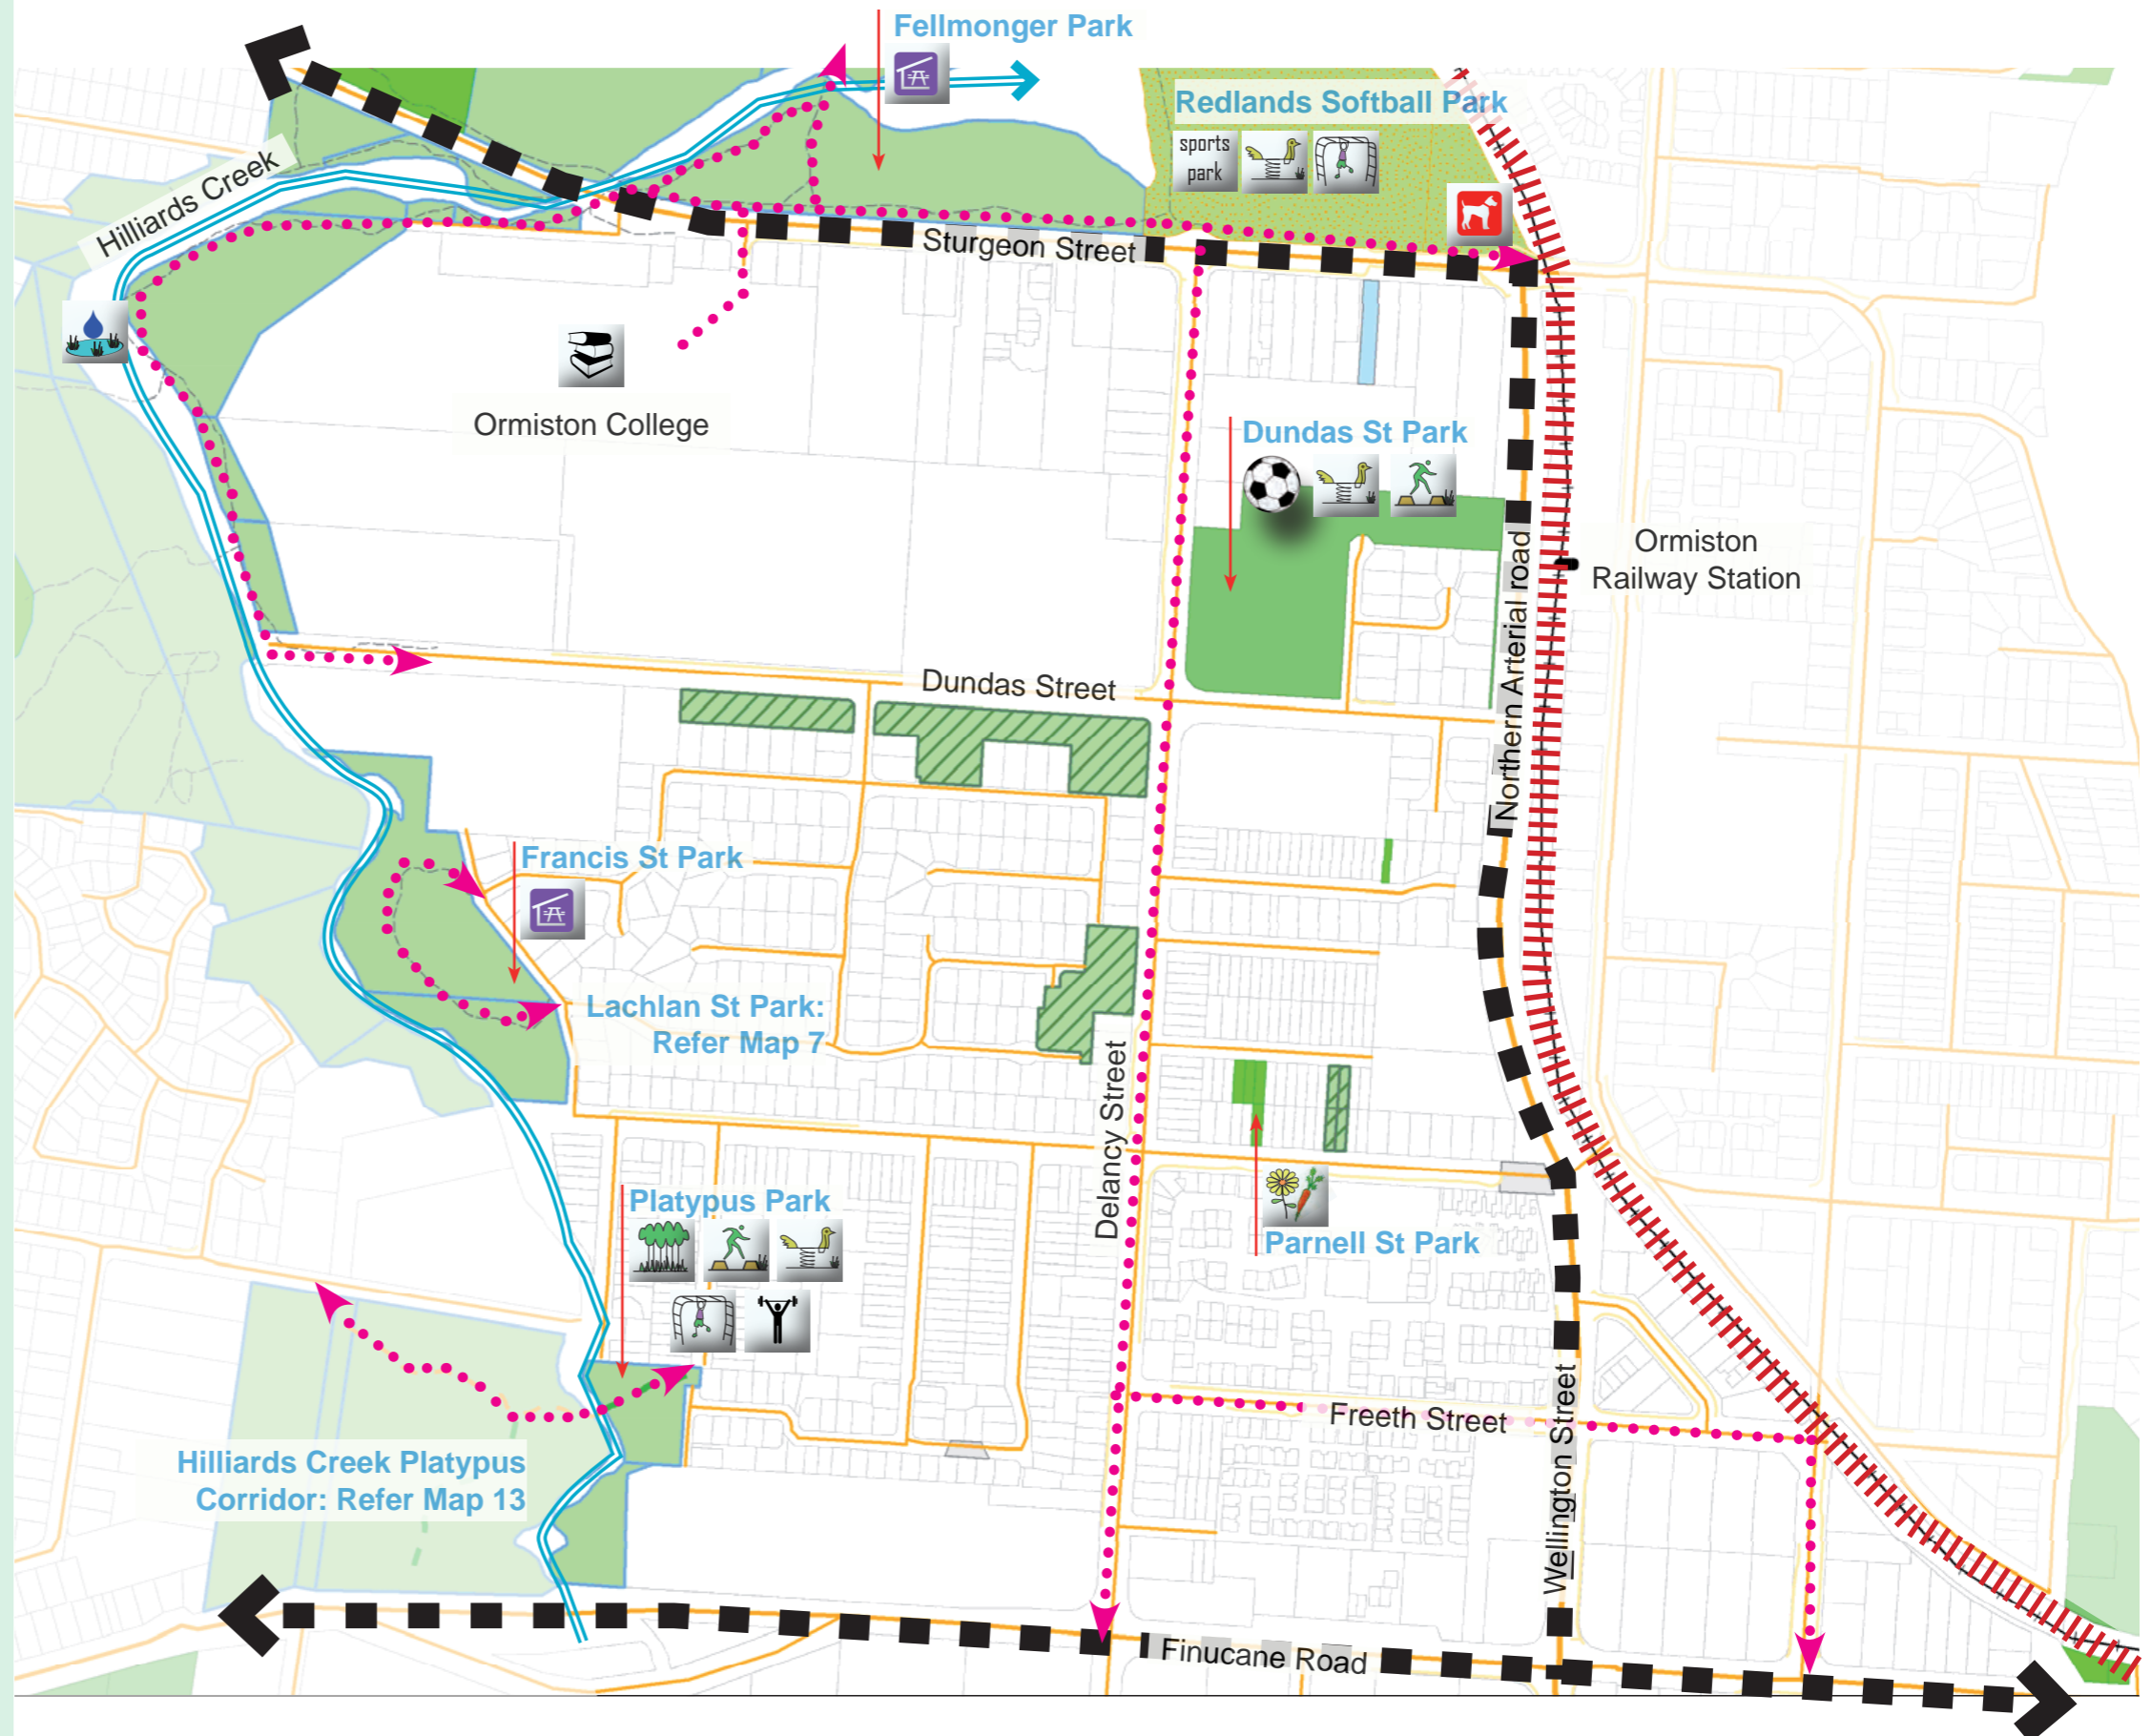 Fellmonger Park
Redlands Softball Park
sports
park
Hilliards Creek
Sturgeon Street
Ormiston College
Dundas St Park
Ormiston
Railway Station
Northern Arterial road
Dundas Street
Francis St Park
Lachlan St Park:
Refer Map 7
Delancy Street
Platypus Park
Parnell St Park
Freeth Street
Wellington Street
Hilliards Creek Platypus
Corridor: Refer Map 13
Finucane Road